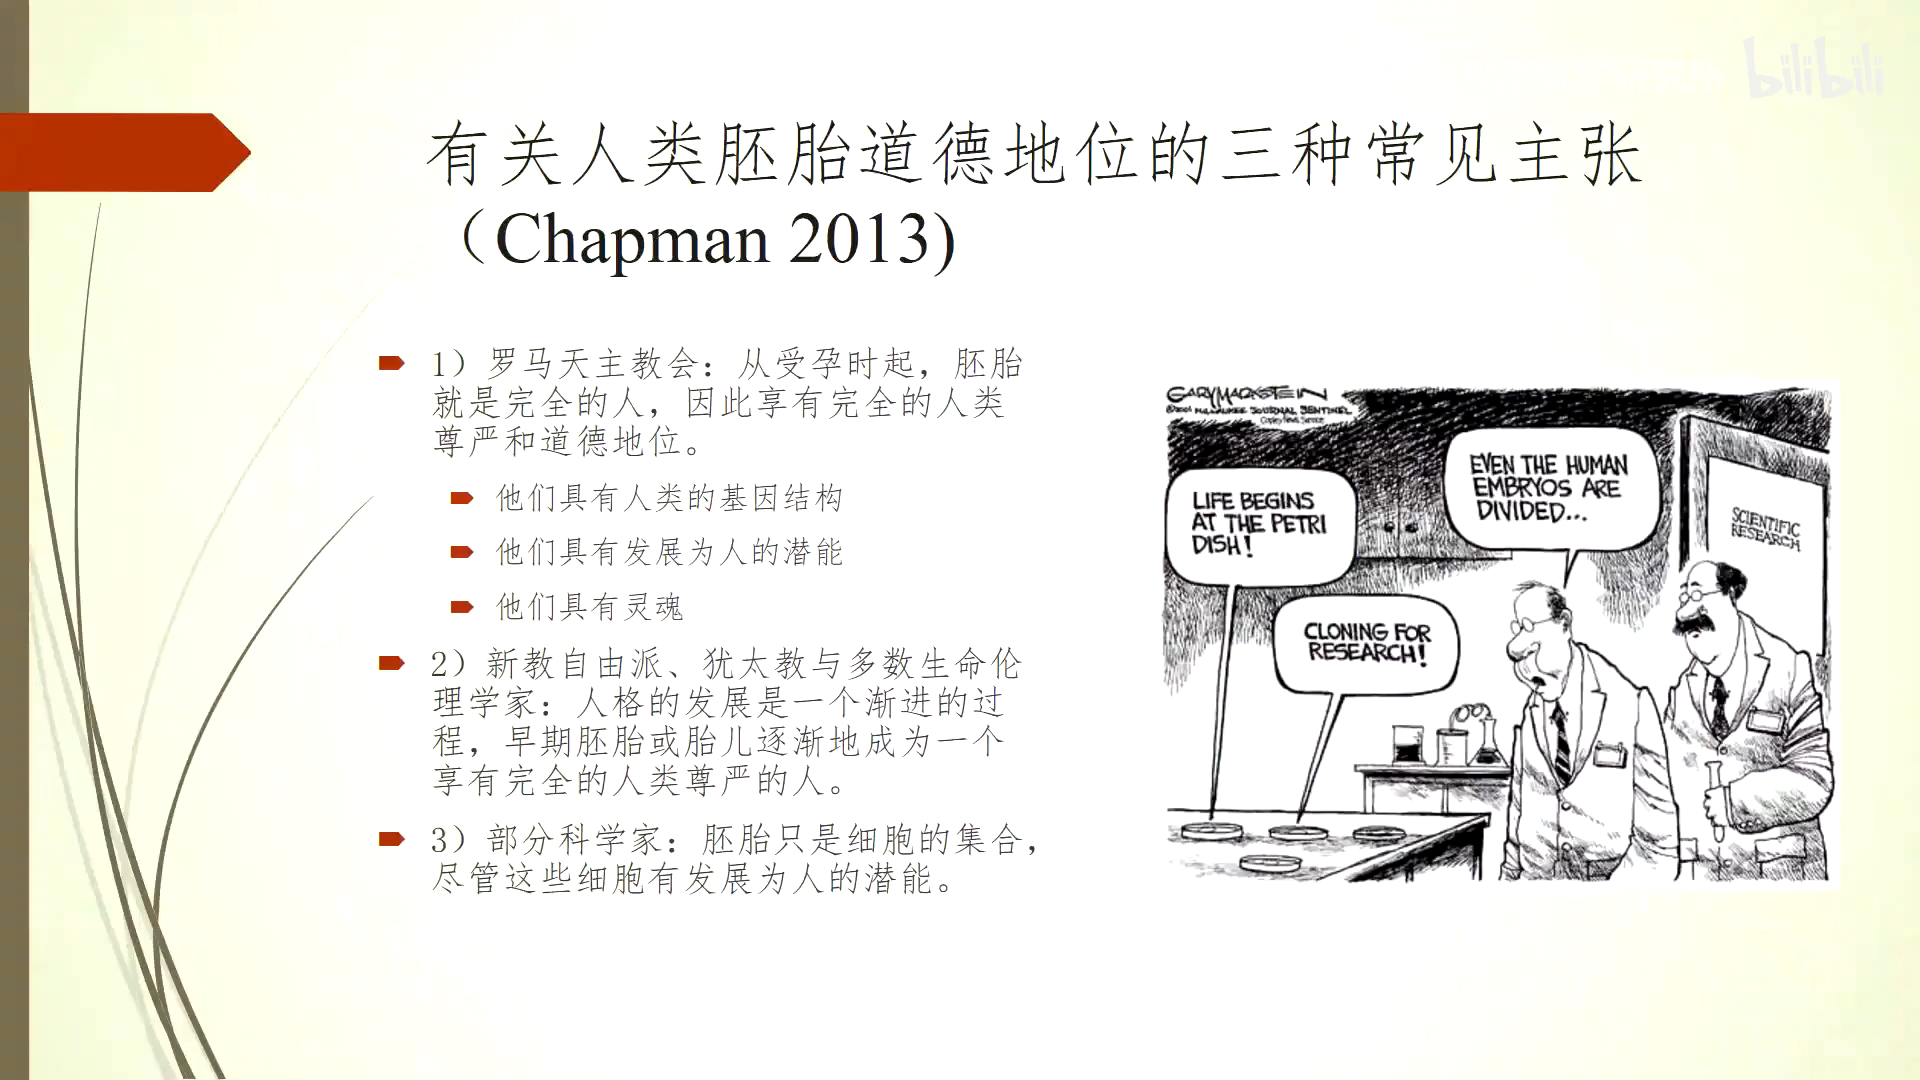 bilibili
有关人类胚胎道德地位的三种常见主张
（Chapman 2013)
1）罗马天主教会：从受孕时起，胚胎
就是完全的人，因此享有完全的人类
尊严和道德地位。
他们具有人类的基因结构
他们具有发展为人的潜能
他们具有灵魂
2）新教自由派、犹太教与多数生命伦
理学家：人格的发展是一个渐进的过
程，早期胚胎或胎儿逐渐地成为一个
享有完全的人类尊严的人。
3）部分科学家：胚胎只是细胞的集合，
尽管这些细胞有发展为人的潜能。
GARY MARKSTEIN
©2001 MILWAUKEE JOURNAL SENTINEL
Copley News Service
LIFE BEGINS
AT THE PETRI
DISH!
EVEN THE HUMAN
EMBRYOS ARE
DIVIDED...
SCIENTIFIC
RESEARCH
CLONING FOR
RESEARCH!